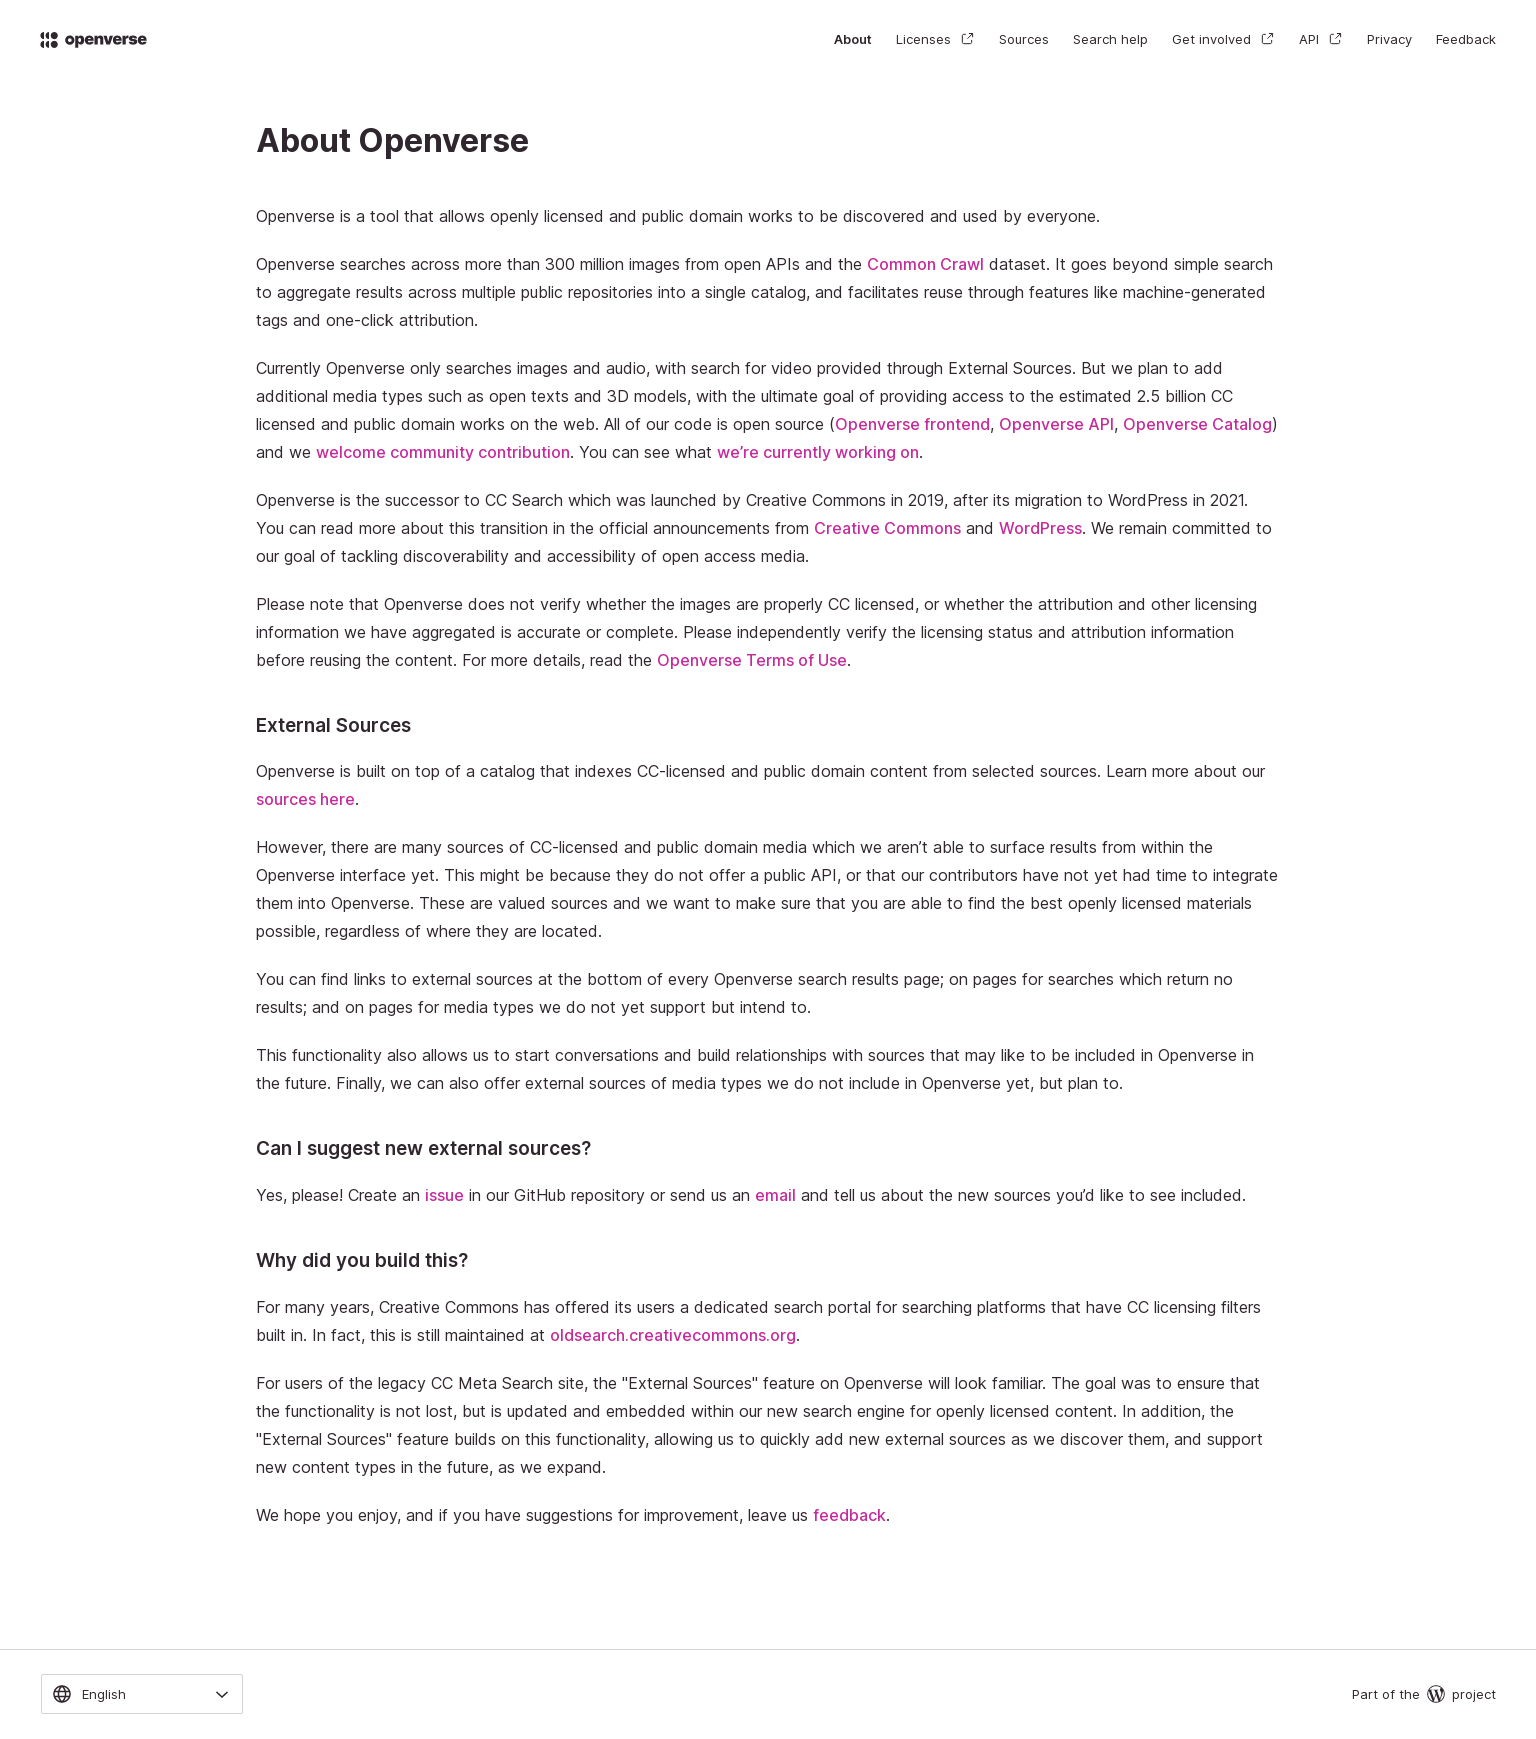 openverse
About Licenses Sources Search help Get involved API Privacy Feedback
About Openverse
Openverse is a tool that allows openly licensed and public domain works to be discovered and used by everyone.
Openverse searches across more than 300 million images from open APIs and the Common Crawl dataset. It goes beyond simple search
to aggregate results across multiple public repositories into a single catalog, and facilitates reuse through features like machine-generated
tags and one-click attribution.
Currently Openverse only searches images and audio, with search for video provided through External Sources. But we plan to add
additional media types such as open texts and 3D models, with the ultimate goal of providing access to the estimated 2.5 billion CC
licensed and public domain works on the web. All of our code is open source (Openverse frontend, Openverse API, Openverse Catalog)
and we welcome community contribution. You can see what we’re currently working on.
Openverse is the successor to CC Search which was launched by Creative Commons in 2019, after its migration to WordPress in 2021.
You can read more about this transition in the official announcements from Creative Commons and WordPress. We remain committed to
our goal of tackling discoverability and accessibility of open access media.
Please note that Openverse does not verify whether the images are properly CC licensed, or whether the attribution and other licensing
information we have aggregated is accurate or complete. Please independently verify the licensing status and attribution information
before reusing the content. For more details, read the Openverse Terms of Use.
External Sources
Openverse is built on top of a catalog that indexes CC-licensed and public domain content from selected sources. Learn more about our
sources here.
However, there are many sources of CC-licensed and public domain media which we aren’t able to surface results from within the
Openverse interface yet. This might be because they do not offer a public API, or that our contributors have not yet had time to integrate
them into Openverse. These are valued sources and we want to make sure that you are able to find the best openly licensed materials
possible, regardless of where they are located.
You can find links to external sources at the bottom of every Openverse search results page; on pages for searches which return no
results; and on pages for media types we do not yet support but intend to.
This functionality also allows us to start conversations and build relationships with sources that may like to be included in Openverse in
the future. Finally, we can also offer external sources of media types we do not include in Openverse yet, but plan to.
Can I suggest new external sources?
Yes, please! Create an issue in our GitHub repository or send us an email and tell us about the new sources you’d like to see included.
Why did you build this?
For many years, Creative Commons has offered its users a dedicated search portal for searching platforms that have CC licensing filters
built in. In fact, this is still maintained at oldsearch.creativecommons.org.
For users of the legacy CC Meta Search site, the "External Sources" feature on Openverse will look familiar. The goal was to ensure that
the functionality is not lost, but is updated and embedded within our new search engine for openly licensed content. In addition, the
"External Sources" feature builds on this functionality, allowing us to quickly add new external sources as we discover them, and support
new content types in the future, as we expand.
We hope you enjoy, and if you have suggestions for improvement, leave us feedback.
English
Part of the project